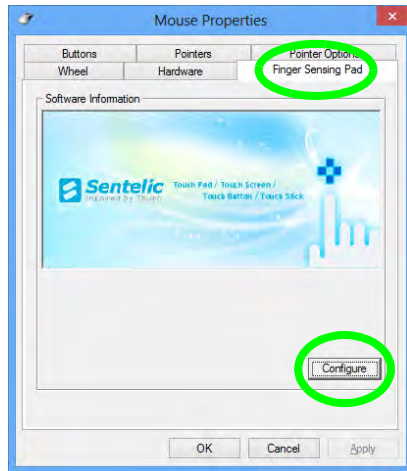 Mouse Properties
Buttons Pointers Pointer Options
Wheel Hardware Finger Sensing Pad
Software Information
Sentelic Touch Pad / Touch Screen /
Inspired by Touch Touch Button / Touch Stick
Configure
OK Cancel Apply